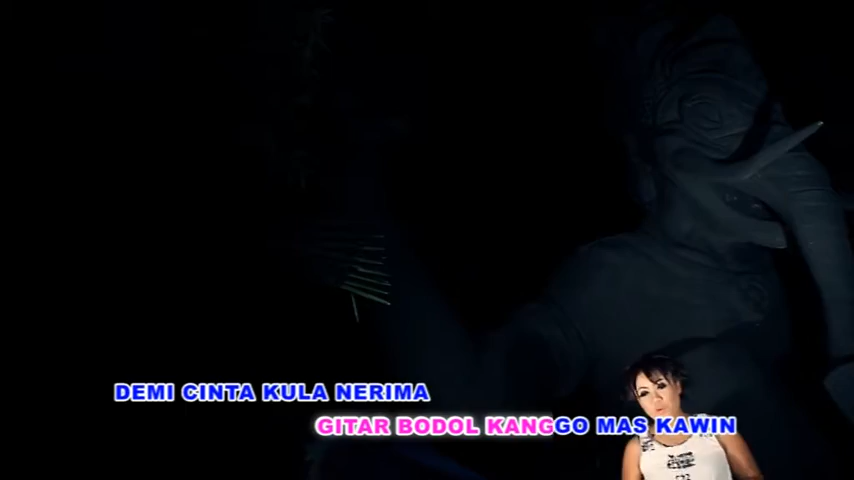 DEMI CINTA KULA NERIMA
GITAR BODOL KANGGO MAS KAWIN